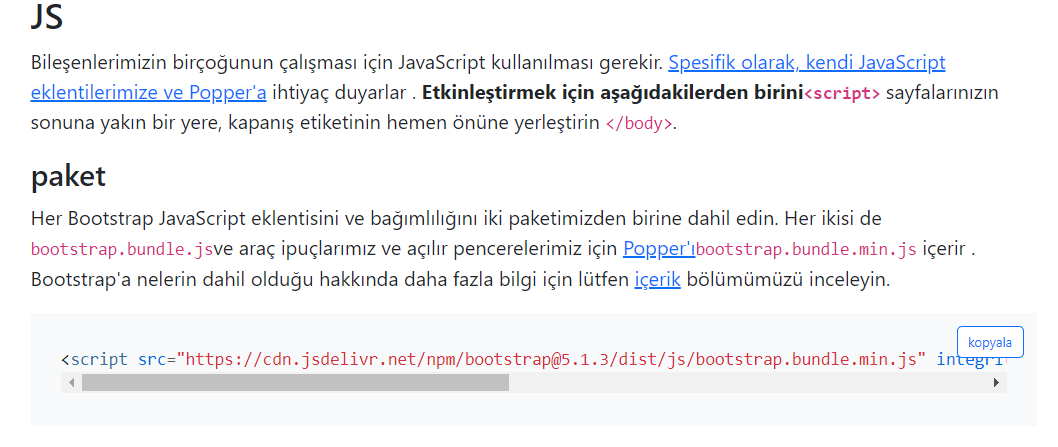 JS
Bileşenlerimizin birçoğunun çalışması için JavaScript kullanılması gerekir. Spesifik olarak, kendi JavaScript
eklentilerimize ve Popper'a ihtiyaç duyarlar . Etkinleştirmek için aşağıdakilerden birini<script> sayfalarınızın
sonuna yakın bir yere, kapanış etiketinin hemen önüne yerleştirin </body>.
paket
Her Bootstrap JavaScript eklentisini ve bağımlılığını iki paketimizden birine dahil edin. Her ikisi de
bootstrap.bundle.jsve araç ipuçlarımız ve açılır pencerelerimiz için Popper'ıbootstrap.bundle.min.js içerir .
Bootstrap'a nelerin dahil olduğu hakkında daha fazla bilgi için lütfen içerik bölümümüzü inceleyin.
kopyala
<script src="https://cdn.jsdelivr.net/npm/bootstrap@5.1.3/dist/js/bootstrap.bundle.min.js" integri